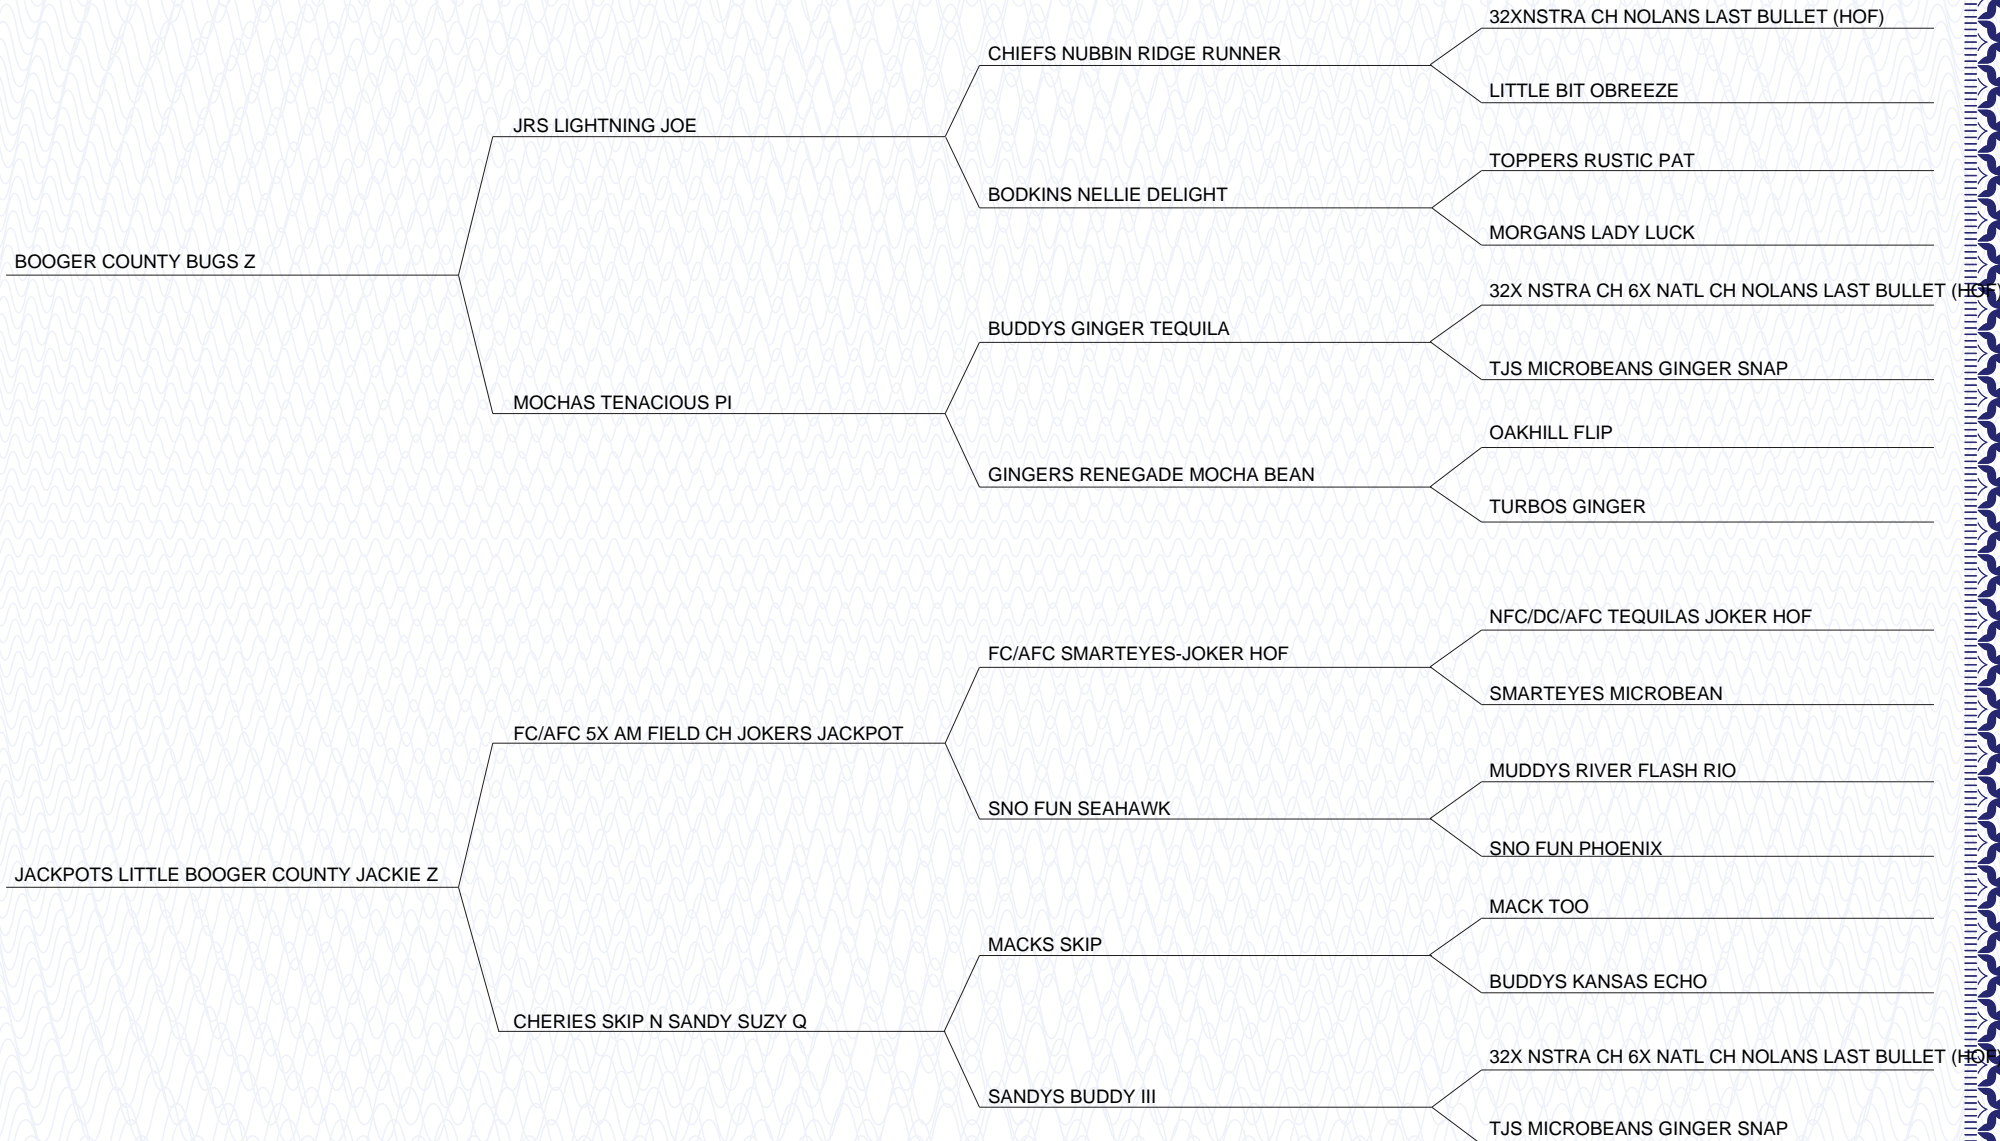 32XNSTRA CH NOLANS LAST BULLET (HOF)
CHIEFS NUBBIN RIDGE RUNNER
LITTLE BIT OBREEZE
JRS LIGHTNING JOE
TOPPERS RUSTIC PAT
BODKINS NELLIE DELIGHT
MORGANS LADY LUCK
BOOGER COUNTY BUGS Z
32X NSTRA CH 6X NATL CH NOLANS LAST BULLET (HOF)
BUDDYS GINGER TEQUILA
TJS MICROBEANS GINGER SNAP
MOCHAS TENACIOUS PI
OAKHILL FLIP
GINGERS RENEGADE MOCHA BEAN
TURBOS GINGER
NFC/DC/AFC TEQUILAS JOKER HOF
FC/AFC SMARTEYES-JOKER HOF
SMARTEYES MICROBEAN
FC/AFC 5X AM FIELD CH JOKERS JACKPOT
MUDDYS RIVER FLASH RIO
SNO FUN SEAHAWK
SNO FUN PHOENIX
JACKPOTS LITTLE BOOGER COUNTY JACKIE Z
MACK TOO
MACKS SKIP
BUDDYS KANSAS ECHO
CHERIES SKIP N SANDY SUZY Q
32X NSTRA CH 6X NATL CH NOLANS LAST BULLET (HOF
SANDYS BUDDY III
TJS MICROBEANS GINGER SNAP